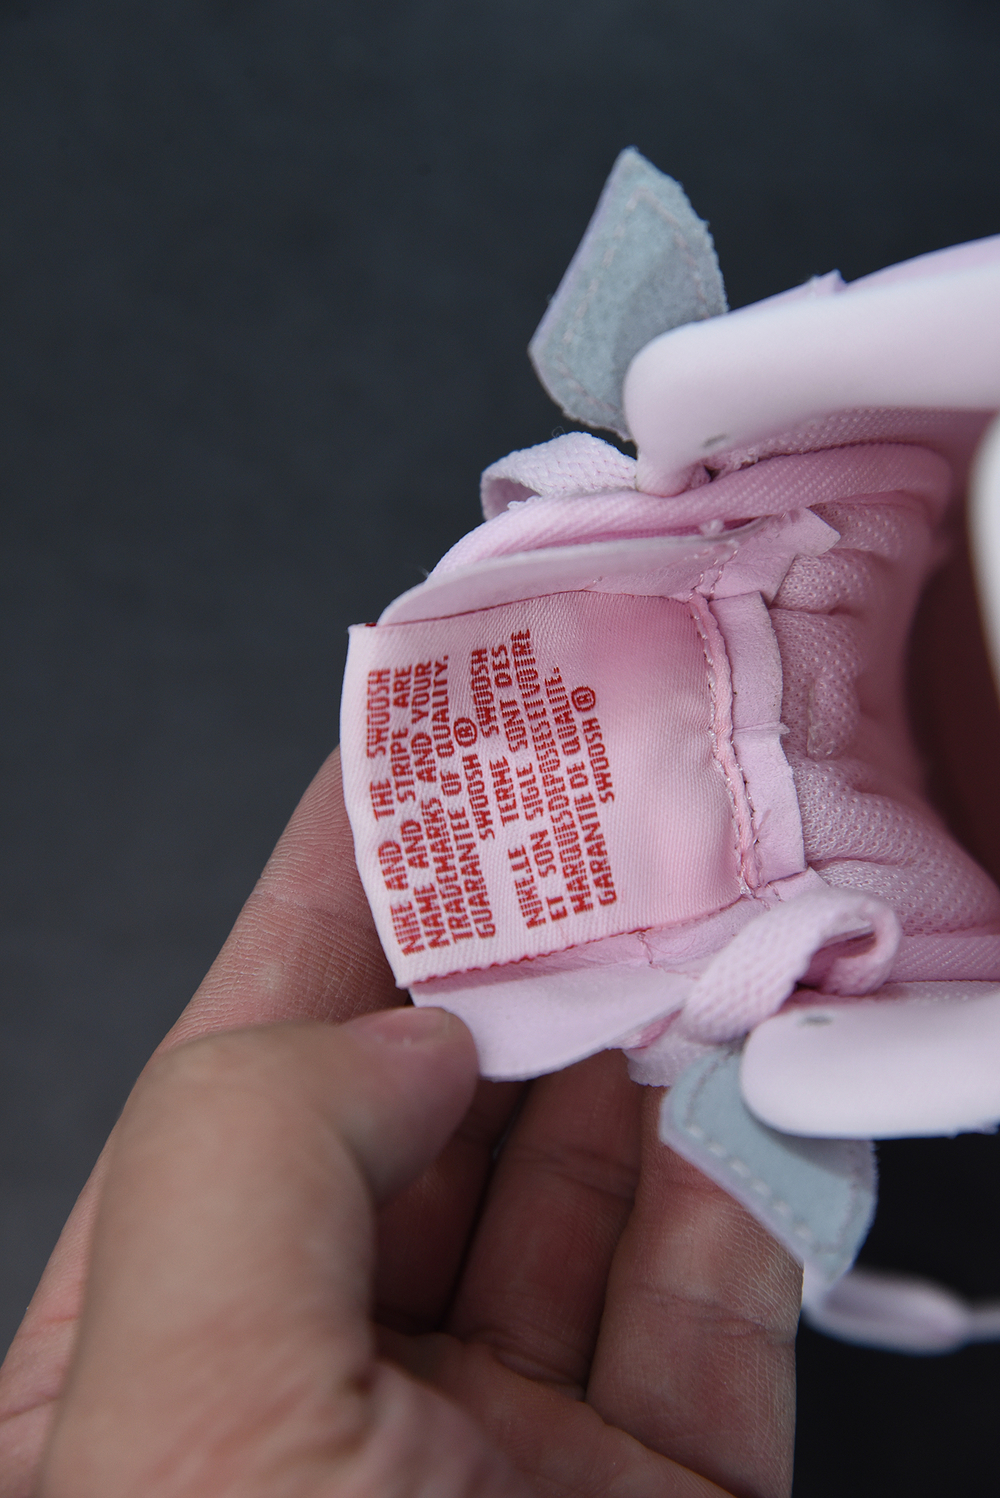 NIKE AND THE SWOOSH
NAME AND STRIPE ARE
TRADEMARKS AND YOUR
GUARANTEE OF QUALITY.
SWOOSH ®
NIKE.LE TERME SWOOSH
ET SON SIGLE SONT DES
MARQUES DEPOSEES ET VOTRE
GARANTIE DE QUALITE.
SWOOSH ®